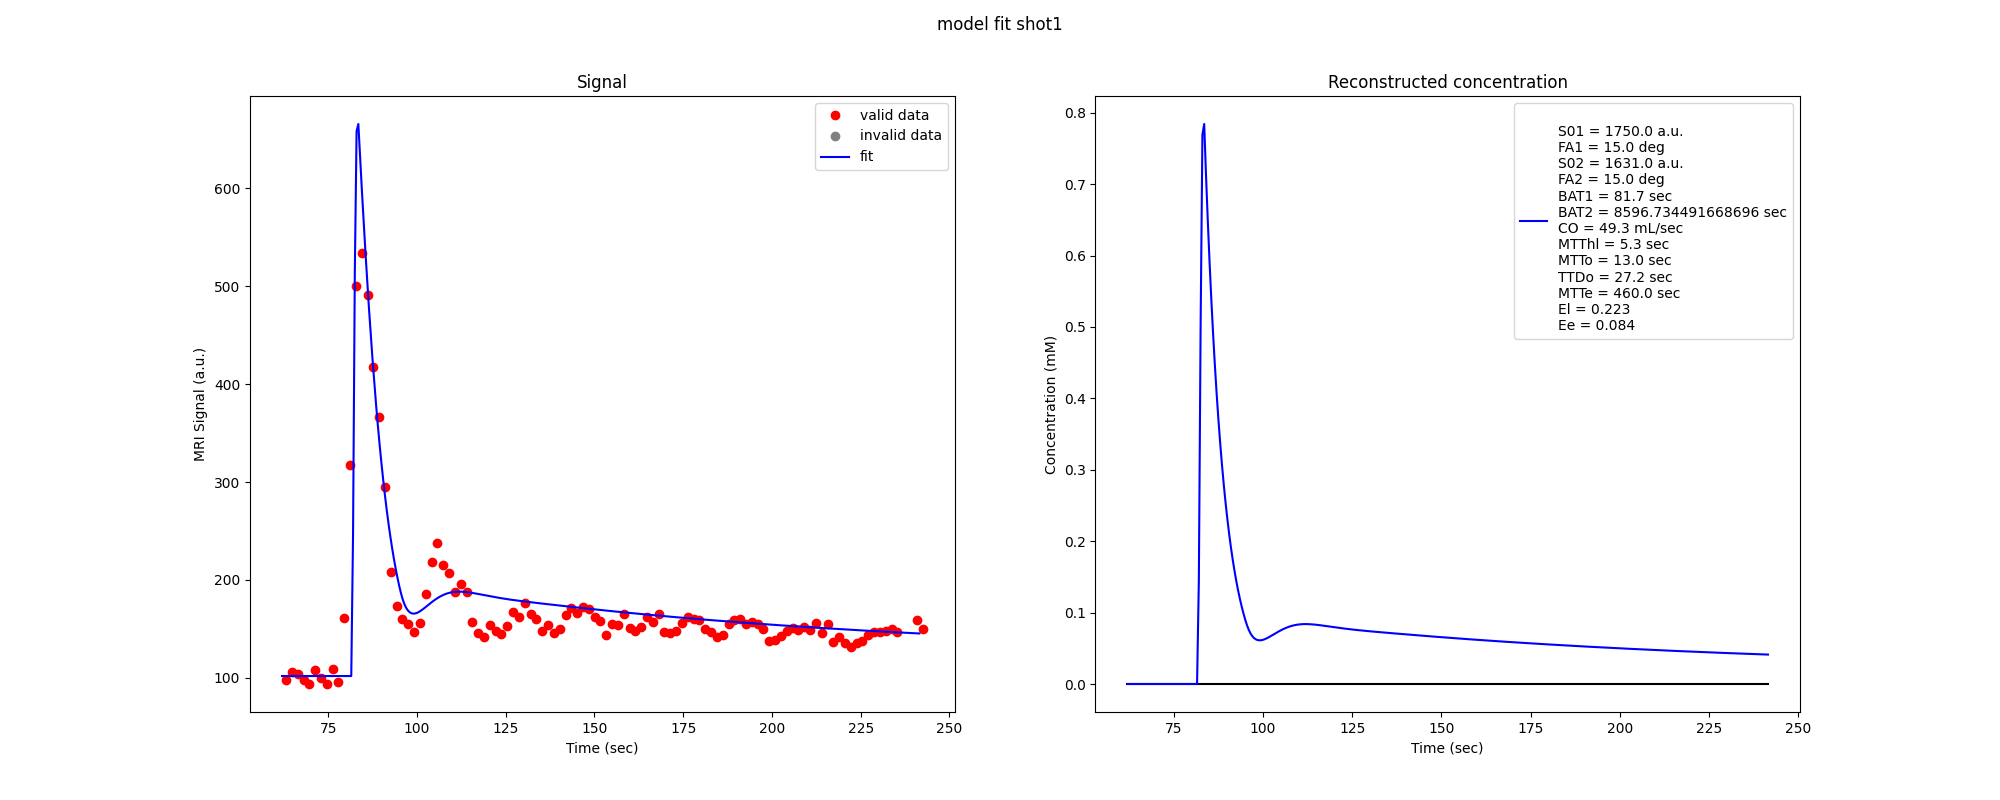 model fit shot1
Signal
MRI Signal (a.u.)
600
500
400
300
200
100
75
100
125
150
175
200
225
250
Time (sec)
valid data
invalid data
fit
Reconstructed concentration
Concentration (mM)
0.8
0.7
0.6
0.5
0.4
0.3
0.2
0.1
0.0
75
100
125
150
175
200
225
250
Time (sec)
S01 = 1750.0 a.u.
FA1 = 15.0 deg
S02 = 1631.0 a.u.
FA2 = 15.0 deg
BAT1 = 81.7 sec
BAT2 = 8596.734491668696 sec
CO = 49.3 mL/sec
MTThl = 5.3 sec
MTTo = 13.0 sec
TTDo = 27.2 sec
MTTe = 460.0 sec
El = 0.223
Ee = 0.084